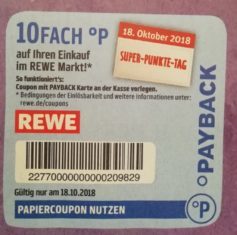 10FACH °P
auf Ihren Einkauf
im REWE Markt!*
18. Oktober 2018
SUPER-PUNKTE-TAG
So funktioniert's:
Coupon mit PAYBACK Karte an der Kasse vorlegen.
* Bedingungen der Einlösbarkeit und weitere Informationen unter:
rewe.de/coupons
REWE
2277000000000209829
Gültig nur am 18.10.2018
PAPIERCOUPON NUTZEN
PAYBACK
°P